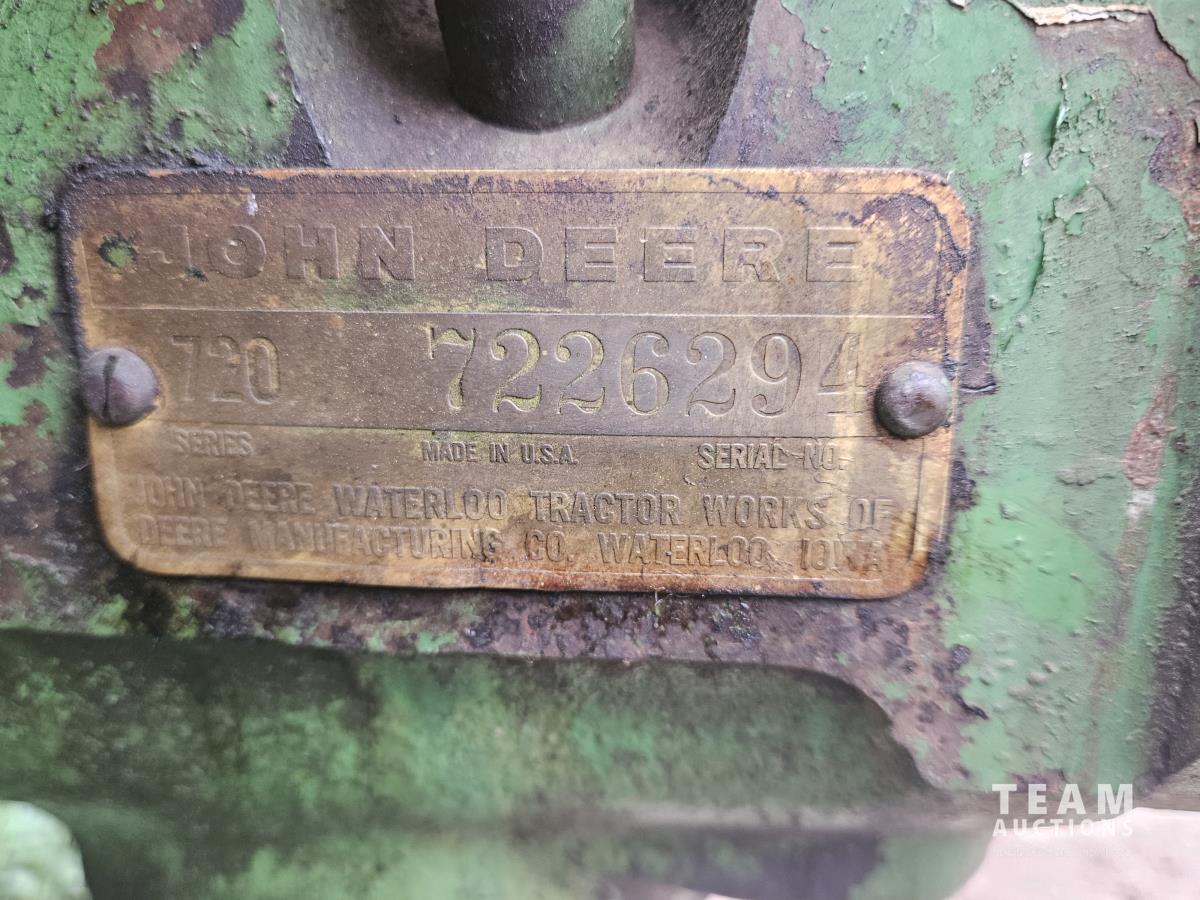 JOHN DEERE
720 7226294
SERIES MADE IN U.S.A. SERIAL NO.
JOHN DEERE WATERLOO TRACTOR WORKS OF
DEERE MANUFACTURING CO. WATERLOO, IOWA
TEAM
AUCTIONS